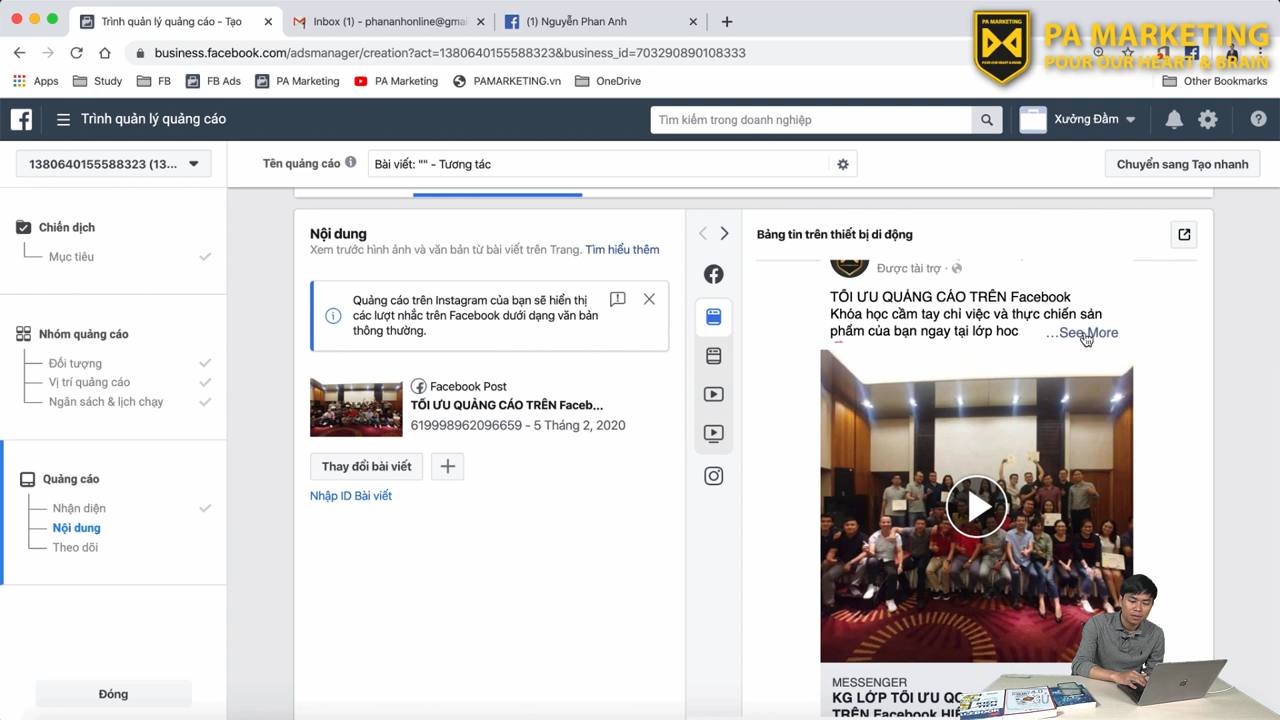 Trình quản lý quảng cáo - Tạo
Inbox (1) - phananhonline@gmai
(1) Nguyễn Phan Anh
business.facebook.com/adsmanager/creation?act=1380640155588323&business_id=703290890108333
PA MARKETING
POUR OUR HEART & BRAIN
Apps
Study
FB
FB Ads
PA Marketing
PA Marketing
OneDrive
Other Bookmarks
Trình quản lý quảng cáo
Tìm kiếm trong doanh nghiệp
Xưởng Đầm
1380640155588323 (13...
Tên quảng cáo
Bài viết: "" - Tương tác
Chuyển sang Tạo nhanh
Chiến dịch
Mục tiêu
Nhóm quảng cáo
Đối tượng
Vị trí quảng cáo
Ngân sách & lịch chạy
Quảng cáo
Nhận diện
Nội dung
Theo dõi
Đóng
Nội dung
Xem trước hình ảnh và văn bản từ bài viết trên Trang. Tìm hiểu thêm
Quảng cáo trên Instagram của bạn sẽ hiển thị
các lượt nhắc trên Facebook dưới dạng văn bản
thông thường.
Facebook Post
TỐI ƯU QUẢNG CÁO TRÊN Faceb...
619998962096659 - 5 Tháng 2, 2020
Thay đổi bài viết
Nhập ID Bài viết
Bảng tin trên thiết bị di động
Được tài trợ ·
TỐI ƯU QUẢNG CÁO TRÊN Facebook
Khóa học cầm tay chỉ việc và thực chiến sản
phẩm của bạn ngay tại lớp học
...See More
MESSENGER
KG LỚP TỐI ƯU QC
TRÊN Facebook HIỆ